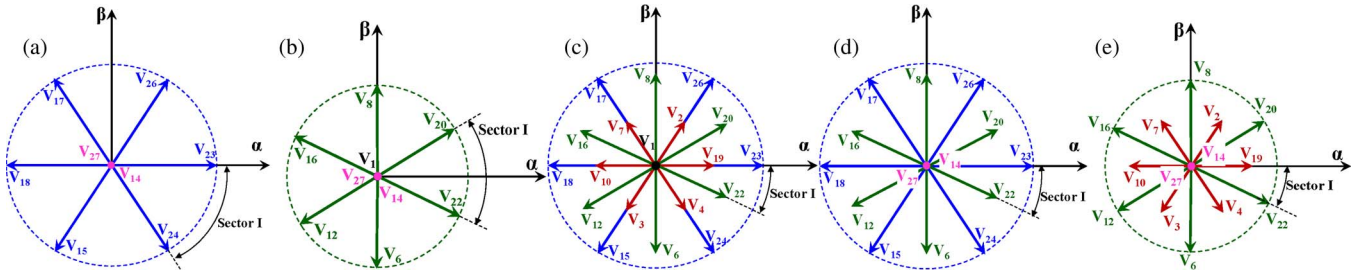 (a)
β
V26
V17
V27
V14
α
V23
V18
Sector I
V15
V24
(b)
β
V8
V20
Sector I
V16
V1
V27
V14
α
V22
V12
V6
(c)
β
V8
V26
V17
V7
V2
V20
V16
V1
V19
V23
α
V18
V10
V22
Sector I
V12
V3
V4
V15
V24
V6
(d)
β
V8
V26
V17
V20
V16
V14
V23
α
V18
V27
V22
Sector I
V12
V15
V24
V6
(e)
β
V8
V20
V2
V7
V16
V14
V19
α
V10
V27
Sector I
V12
V3
V4
V22
V6